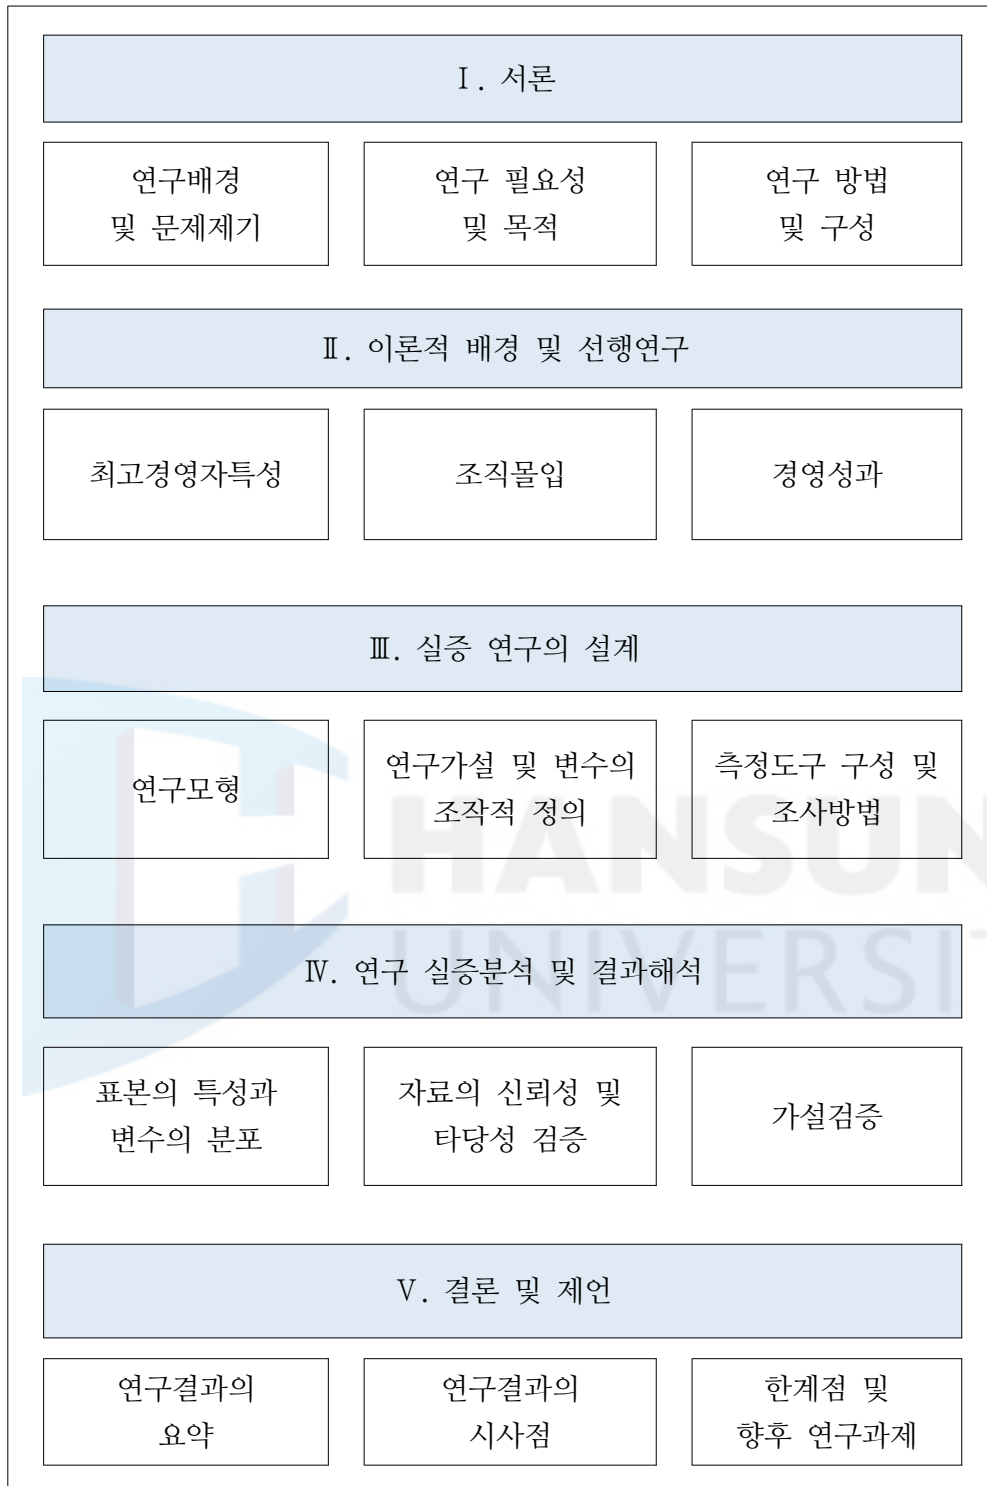 Ⅰ. 서론
연구배경
및 문제제기
연구 필요성
및 목적
연구 방법
및 구성
Ⅱ. 이론적 배경 및 선행연구
최고경영자특성
조직몰입
경영성과
Ⅲ. 실증 연구의 설계
연구모형
연구가설 및 변수의
조작적 정의
측정도구 구성 및
조사방법
HANSUN
UNIVERSIT
Ⅳ. 연구 실증분석 및 결과해석
표본의 특성과
변수의 분포
자료의 신뢰성 및
타당성 검증
가설검증
Ⅴ. 결론 및 제언
연구결과의
요약
연구결과의
시사점
한계점 및
향후 연구과제